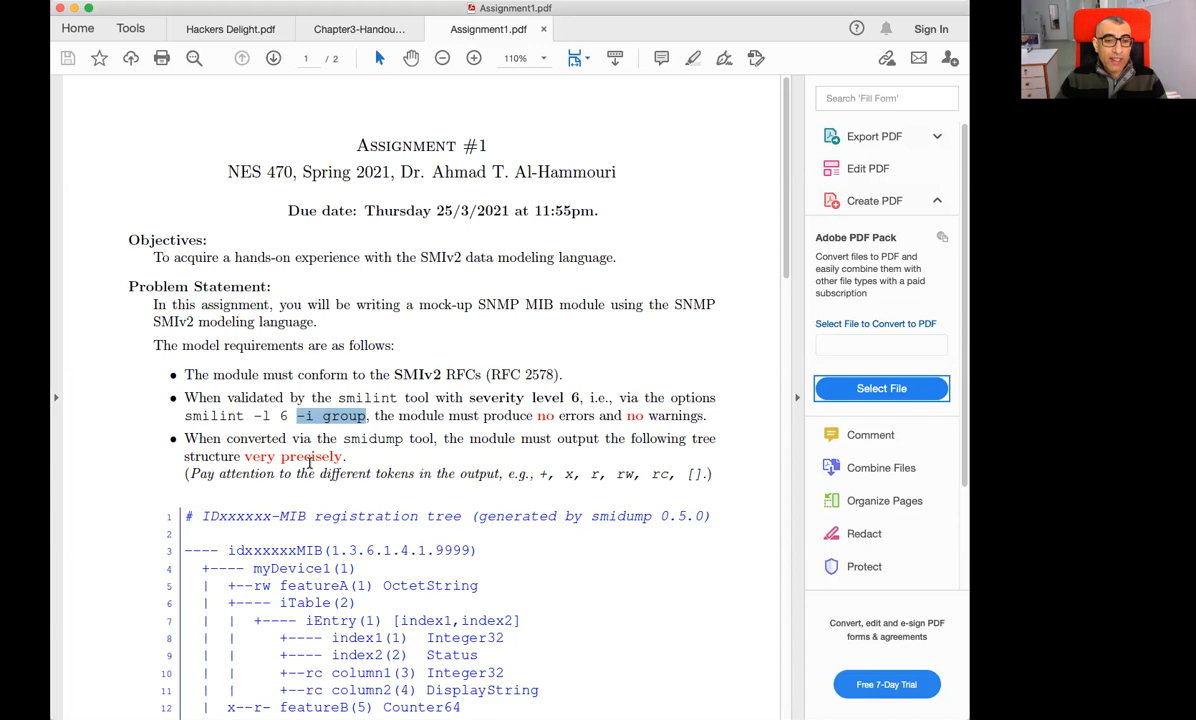 Assignment1.pdf
Home
Tools
Hackers Delight.pdf
Chapter3-Handou...
Assignment1.pdf
×
Sign In
1 / 2
110%
ASSIGNMENT #1
NES 470, Spring 2021, Dr. Ahmad T. Al-Hammouri
Due date: Thursday 25/3/2021 at 11:55pm.
Objectives:
To acquire a hands-on experience with the SMIv2 data modeling language.
Problem Statement:
In this assignment, you will be writing a mock-up SNMP MIB module using the SNMP
SMIv2 modeling language.
The model requirements are as follows:
• The module must conform to the SMIv2 RFCs (RFC 2578).
• When validated by the smilint tool with severity level 6, i.e., via the options
smilint -l 6 -i group, the module must produce no errors and no warnings.
• When converted via the smidump tool, the module must output the following tree
structure very precisely.
(Pay attention to the different tokens in the output, e.g., +, x, r, rw, rc, [].)
1 # IDxxxxxx-MIB registration tree (generated by smidump 0.5.0)
2
3 ---- idxxxxxxMIB(1.3.6.1.4.1.9999)
4 +---- myDevice1(1)
5 | +--rw featureA(1) OctetString
6 | +---- iTable(2)
7 | | +---- iEntry(1) [index1,index2]
8 | | +---- index1(1) Integer32
9 | | +---- index2(2) Status
10 | | +--rc column1(3) Integer32
11 | | +--rc column2(4) DisplayString
12 | x--r- featureB(5) Counter64
Search 'Fill Form'
Export PDF
Edit PDF
Create PDF
Adobe PDF Pack
Convert files to PDF and
easily combine them with
other file types with a paid
subscription
Select File to Convert to PDF
Select File
Comment
Combine Files
Organize Pages
Redact
Protect
Convert, edit and e-sign PDF
forms & agreements
Free 7-Day Trial